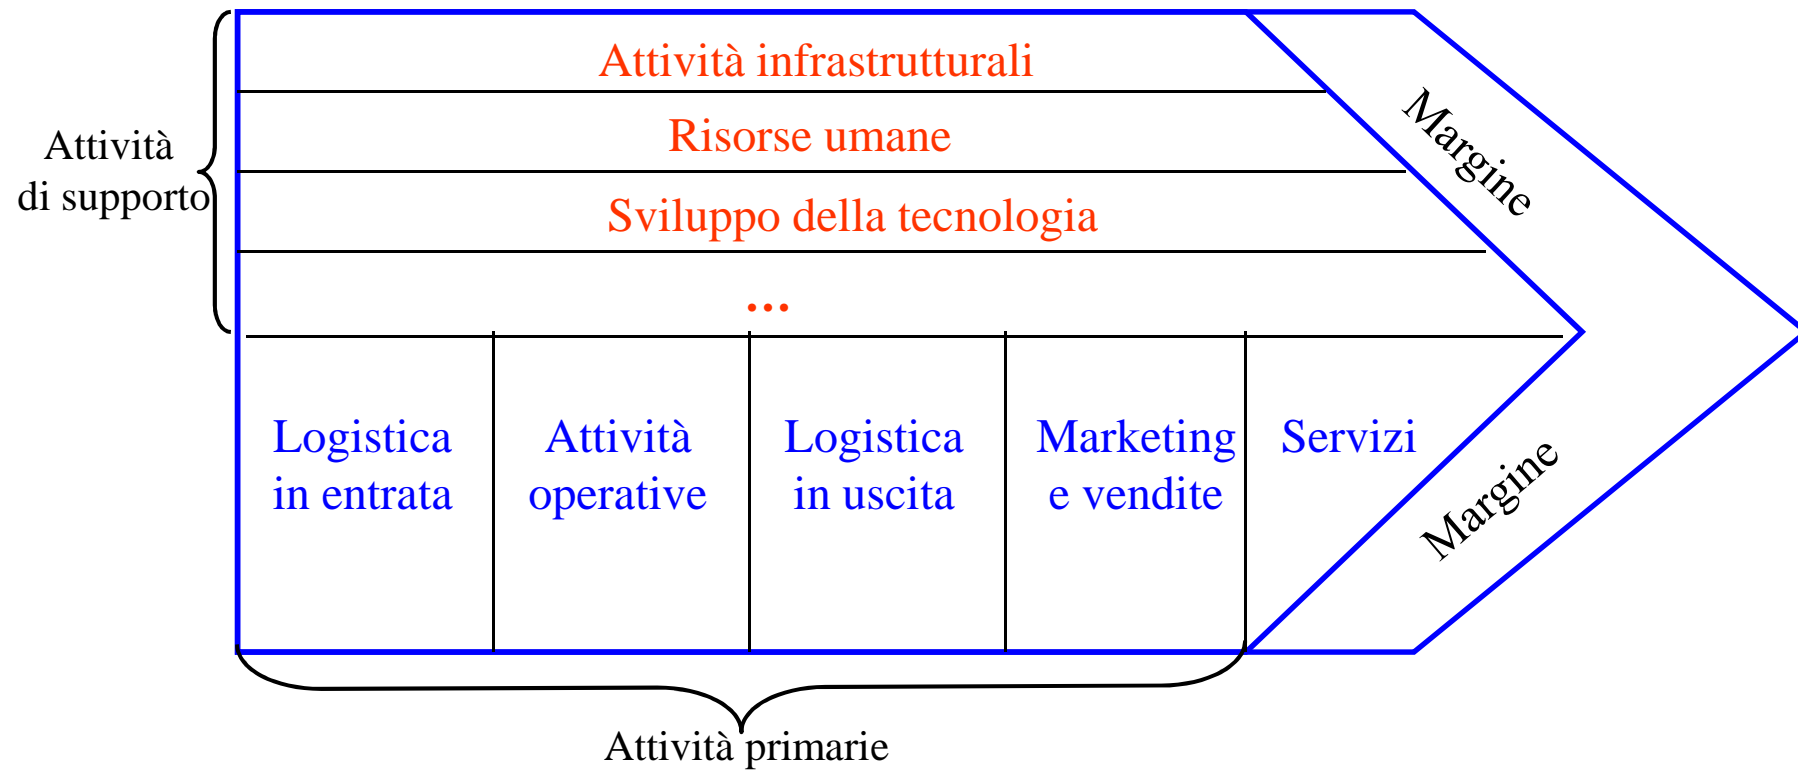 Attività infrastrutturali
Risorse umane
Sviluppo della tecnologia
...
Attività
di supporto
Margine
Logistica
in entrata
Attività
operative
Logistica
in uscita
Marketing
e vendite
Servizi
Margine
Attività primarie